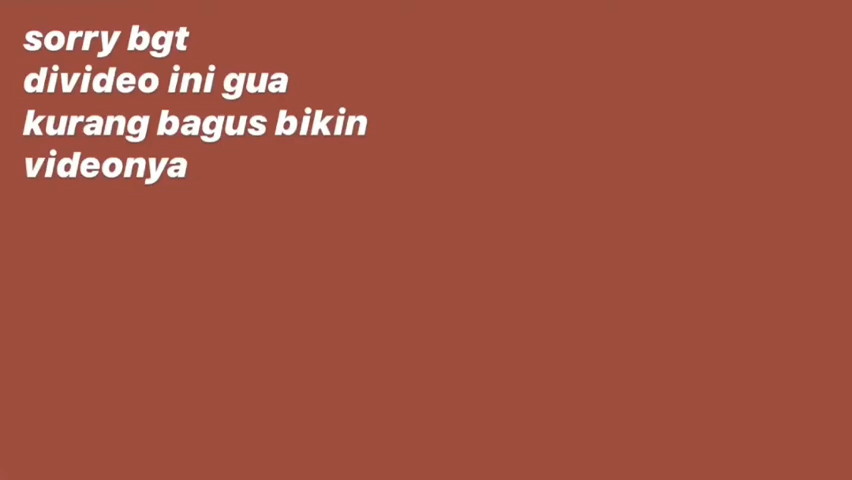 sorry bgt
divideo ini gua
kurang bagus bikin
videonya